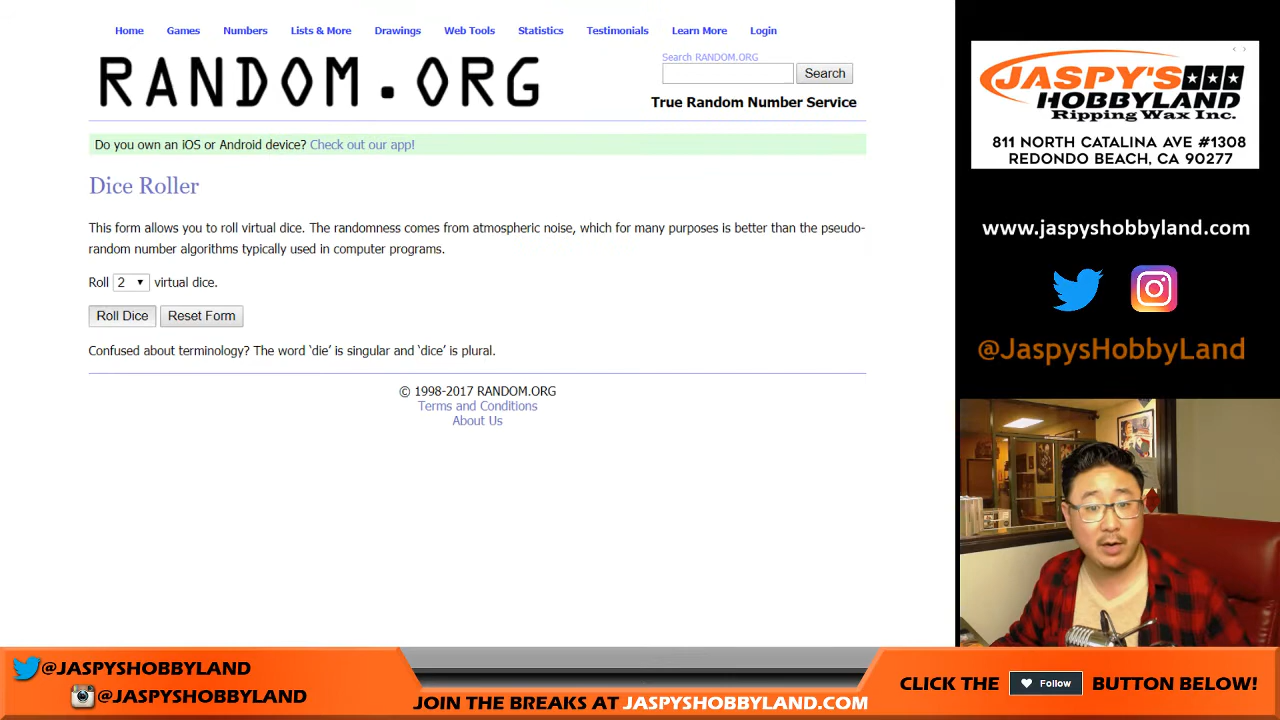 Home Games Numbers Lists & More Drawings Web Tools Statistics Testimonials Learn More Login
RANDOM.ORG
Search RANDOM.ORG
Search
True Random Number Service
Do you own an iOS or Android device? Check out our app!
Dice Roller
This form allows you to roll virtual dice. The randomness comes from atmospheric noise, which for many purposes is better than the pseudo-
random number algorithms typically used in computer programs.
Roll 2 virtual dice.
Roll Dice Reset Form
Confused about terminology? The word ‘die’ is singular and ‘dice’ is plural.
© 1998-2017 RANDOM.ORG
Terms and Conditions
About Us
JASPY'S
HOBBYLAND
Ripping Wax Inc.
811 NORTH CATALINA AVE #1308
REDONDO BEACH, CA 90277
www.jaspyshobbyland.com
@JaspysHobbyLand
@JASPYSHOBBYLAND
@JASPYSHOBBYLAND
JOIN THE BREAKS AT JASPYSHOBBYLAND.COM
CLICK THE Follow BUTTON BELOW!